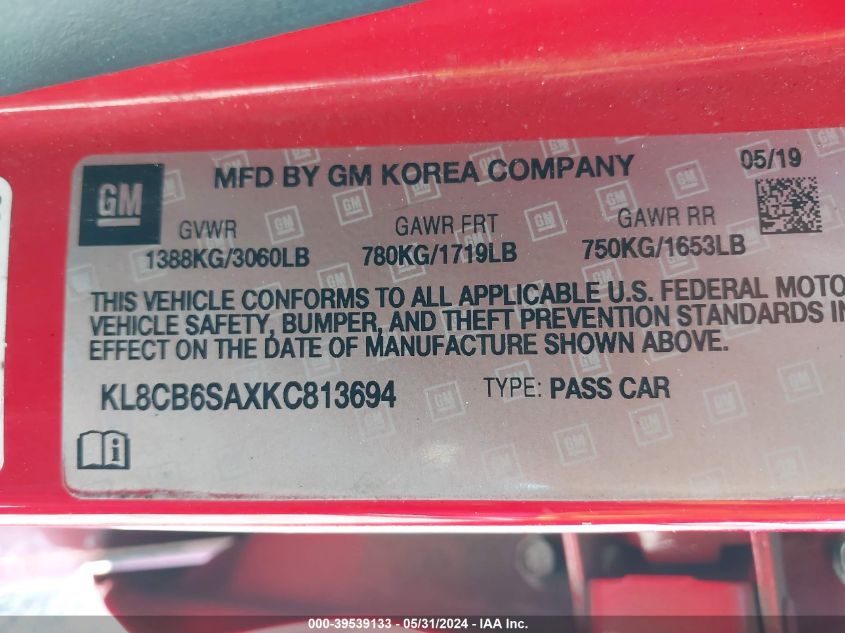 MFD BY GM KOREA COMPANY 05/19
GM
GVWR GAWR FRT GAWR RR
1388KG/3060LB 780KG/1719LB 750KG/1653LB
THIS VEHICLE CONFORMS TO ALL APPLICABLE U.S. FEDERAL MOTO
VEHICLE SAFETY, BUMPER, AND THEFT PREVENTION STANDARDS IN
EFFECT ON THE DATE OF MANUFACTURE SHOWN ABOVE.
KL8CB6SAXKC813694 TYPE: PASS CAR
000-39539133 - 05/31/2024 - IAA Inc.